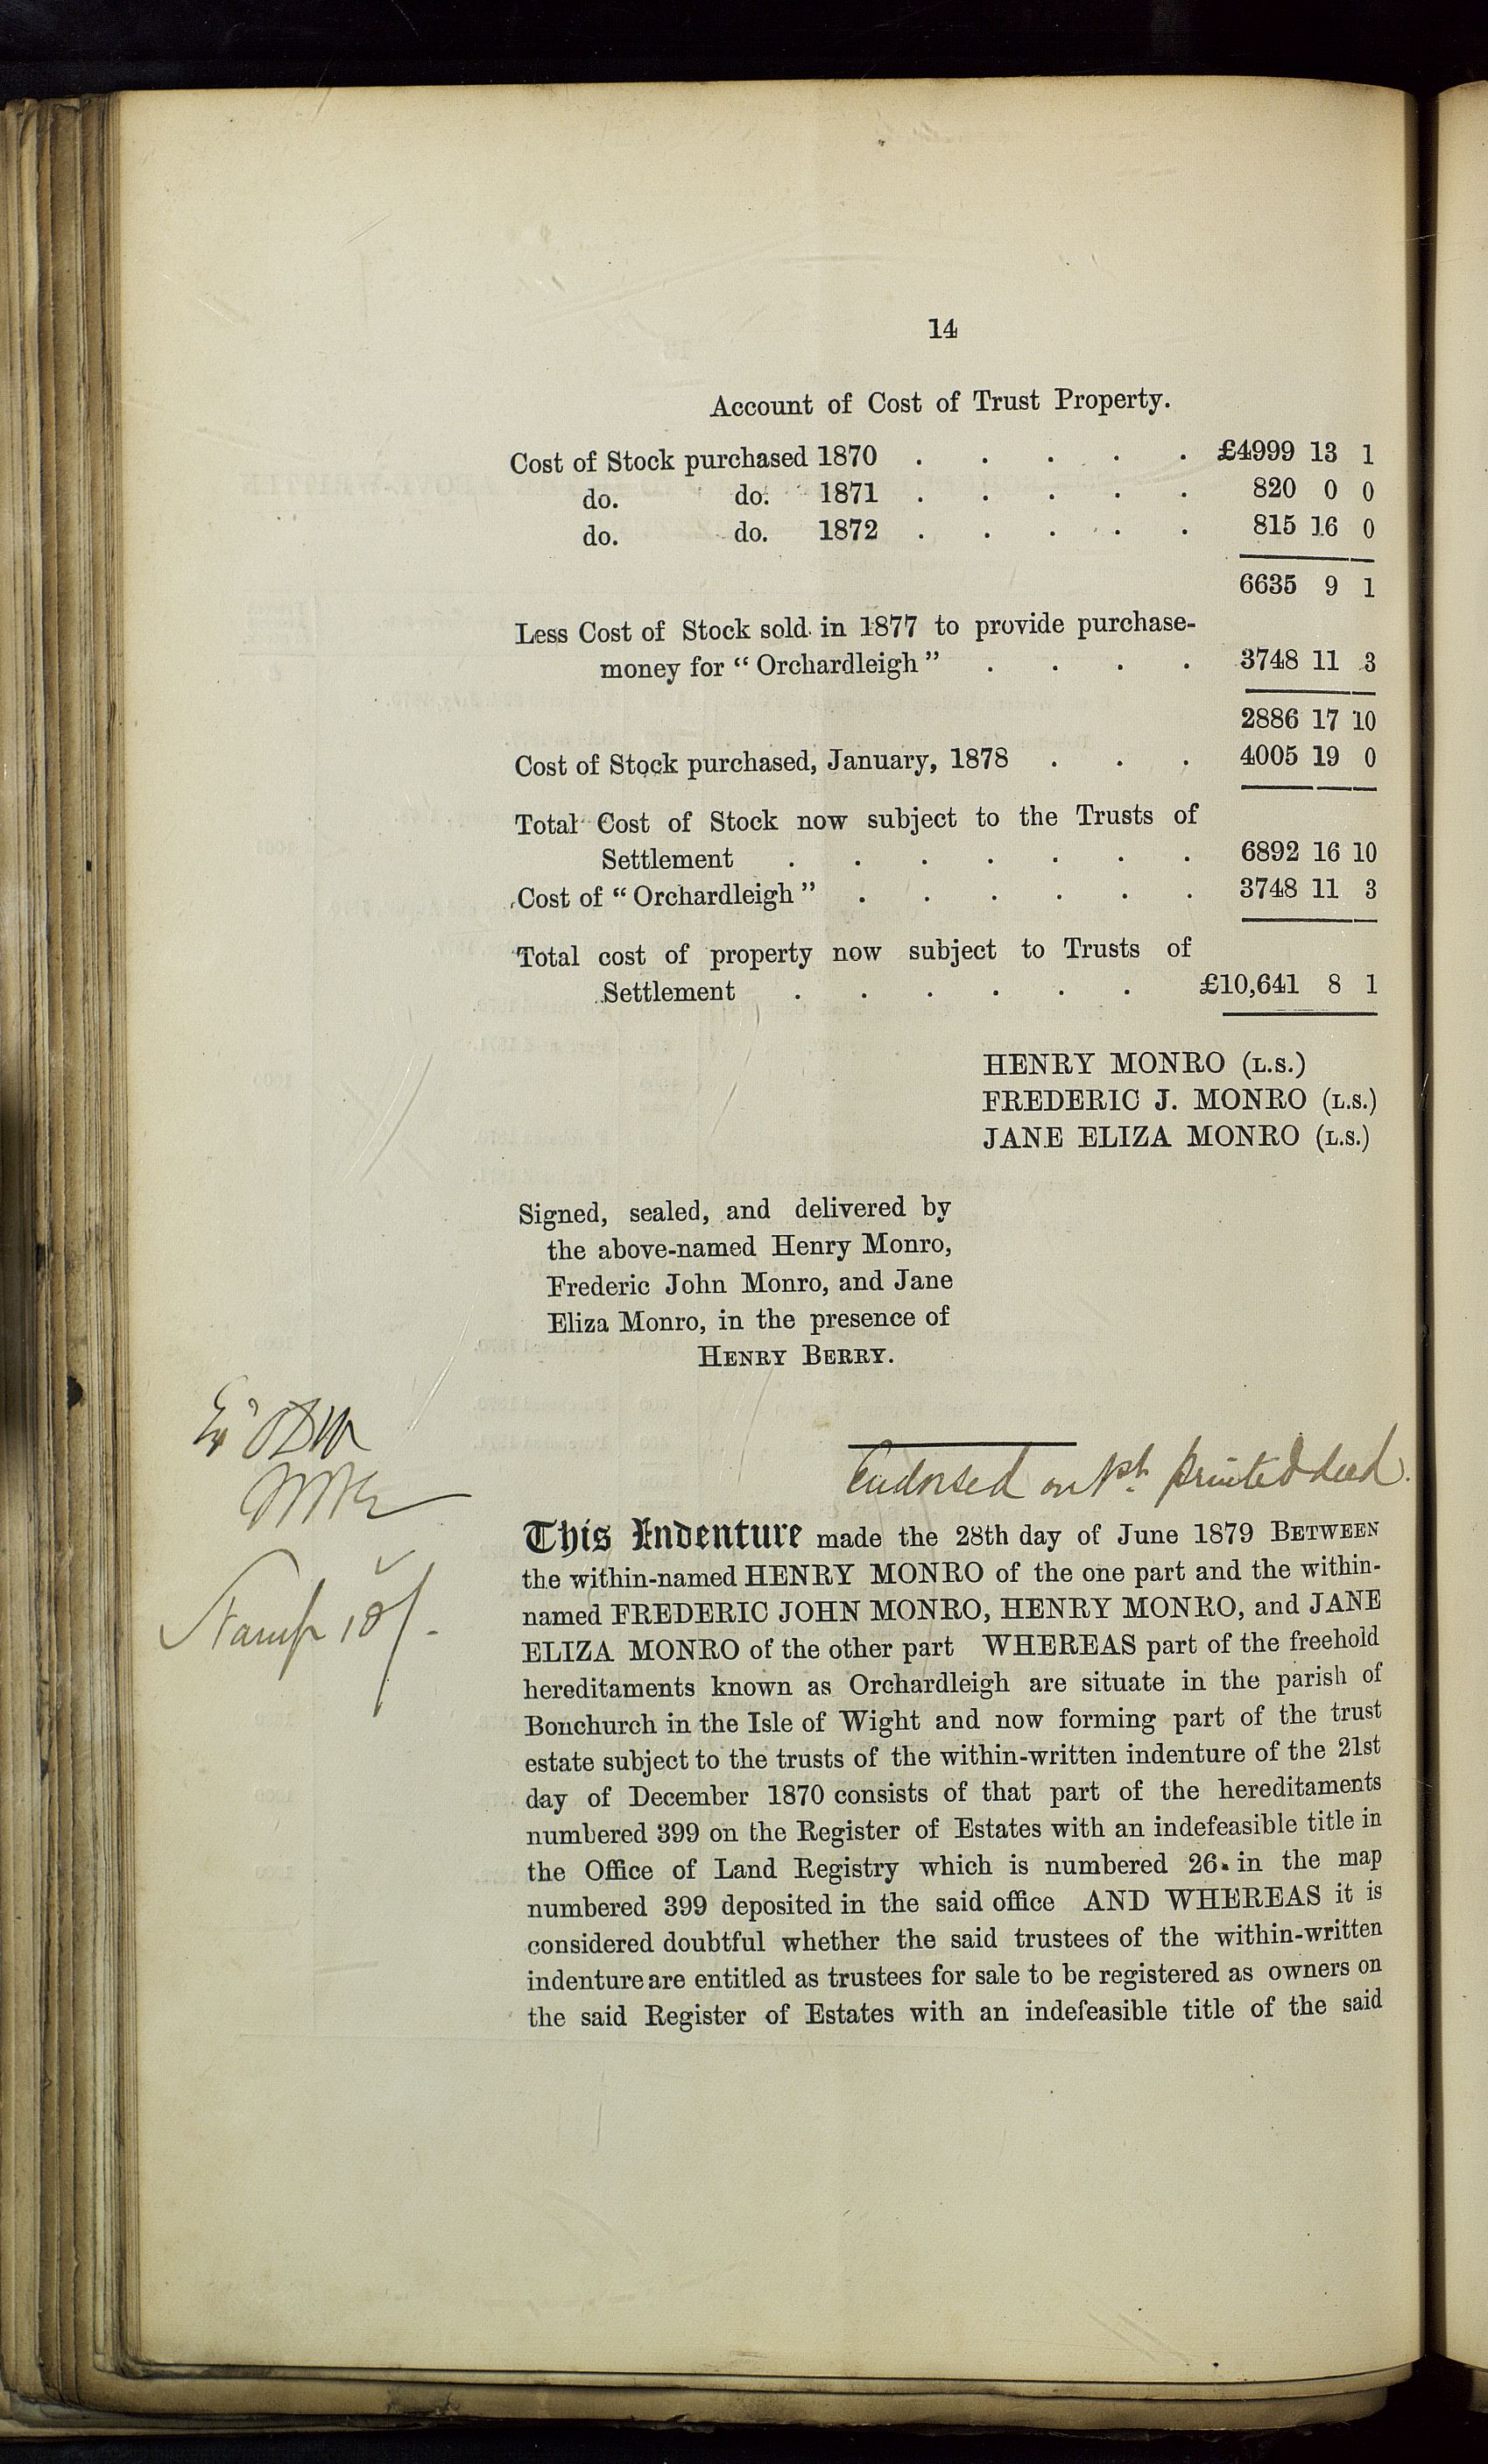 14
Account of Cost of Trust Property.
Cost of Stock purchased 1870 . . . . . £4999 13 1
do. do. 1871 . . . . . 820 0 0
do. do. 1872 . . . . . 815 16 0
6635 9 1
Less Cost of Stock sold in 1877 to provide purchase-
money for “Orchardleigh” . . . . 3748 11 3
2886 17 10
Cost of Stock purchased, January, 1878 . . . 4005 19 0
Total Cost of Stock now subject to the Trusts of
Settlement . . . . . . . 6892 16 10
Cost of “Orchardleigh” . . . . . . 3748 11 3
Total cost of property now subject to Trusts of
Settlement . . . . . . £10,641 8 1
HENRY MONRO (L.S.)
FREDERIC J. MONRO (L.S.)
JANE ELIZA MONRO (L.S.)
Signed, sealed, and delivered by
the above-named Henry Monro,
Frederic John Monro, and Jane
Eliza Monro, in the presence of
HENRY BERRY.
Endorsed on printed deed.
This Indenture made the 28th day of June 1879 BETWEEN
the within-named HENRY MONRO of the one part and the within-
named FREDERIC JOHN MONRO, HENRY MONRO, and JANE
ELIZA MONRO of the other part WHEREAS part of the freehold
hereditaments known as Orchardleigh are situate in the parish of
Bonchurch in the Isle of Wight and now forming part of the trust
estate subject to the trusts of the within-written indenture of the 21st
day of December 1870 consists of that part of the hereditaments
numbered 399 on the Register of Estates with an indefeasible title in
the Office of Land Registry which is numbered 26. in the map
numbered 399 deposited in the said office AND WHEREAS it is
considered doubtful whether the said trustees of the within-written
indenture are entitled as trustees for sale to be registered as owners on
the said Register of Estates with an indefeasible title of the said
Stamp 10/-